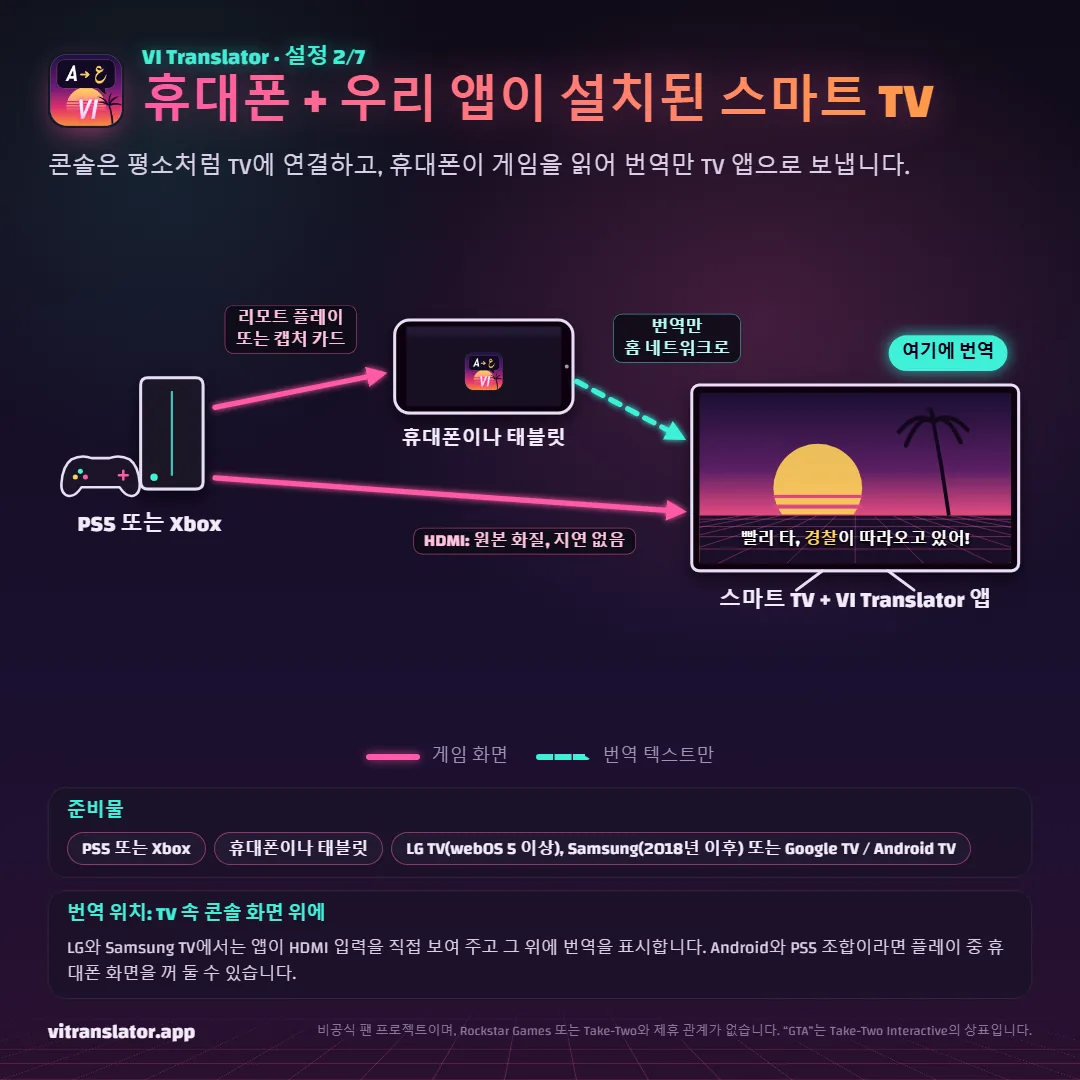 A→ع
VI
VI Translator · 설정 2/7
휴대폰 + 우리 앱이 설치된 스마트 TV
콘솔은 평소처럼 TV에 연결하고, 휴대폰이 게임을 읽어 번역만 TV 앱으로 보냅니다.
리모트 플레이
또는 캡처 카드
번역만
홈 네트워크로
여기에 번역
A→ع
VI
휴대폰이나 태블릿
PS5 또는 Xbox
HDMI: 원본 화질, 지연 없음
빨리 타, 경찰이 따라오고 있어!
스마트 TV + VI Translator 앱
게임 화면
번역 텍스트만
준비물
PS5 또는 Xbox
휴대폰이나 태블릿
LG TV(webOS 5 이상), Samsung(2018년 이후) 또는 Google TV / Android TV
번역 위치: TV 속 콘솔 화면 위에
LG와 Samsung TV에서는 앱이 HDMI 입력을 직접 보여 주고 그 위에 번역을 표시합니다. Android와 PS5 조합이라면 플레이 중 휴
대폰 화면을 꺼 둘 수 있습니다.
vitranslator.app
비공식 팬 프로젝트이며, Rockstar Games 또는 Take-Two와 제휴 관계가 없습니다. "GTA"는 Take-Two Interactive의 상표입니다.